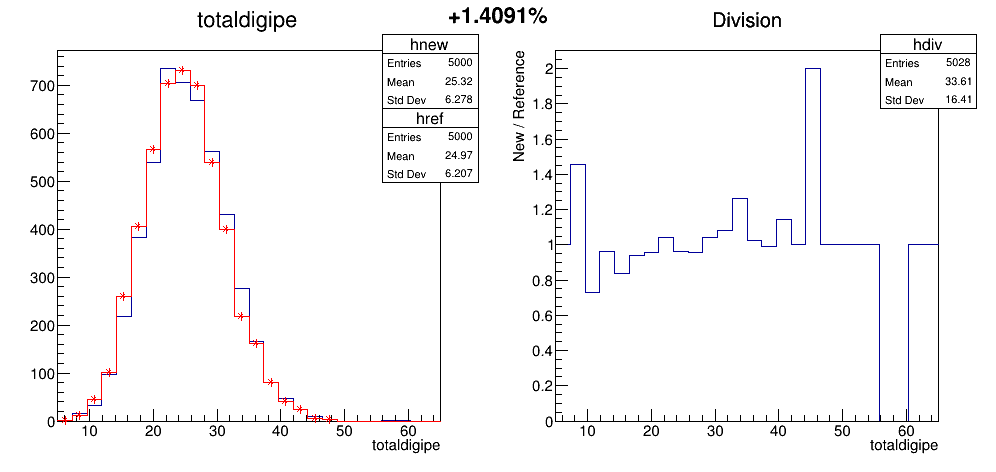 +1.4091%
totaldigipe
hnew
Entries 5000
Mean 25.32
Std Dev 6.278
href
Entries 5000
Mean 24.97
Std Dev 6.207
700
600
500
400
300
200
100
0
10 20 30 40 50 60
totaldigipe
Division
hdiv
Entries 5028
Mean 33.61
Std Dev 16.41
New / Reference
2
1.8
1.6
1.4
1.2
1
0.8
0.6
0.4
0.2
0
10 20 30 40 50 60
totaldigipe